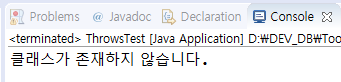 Problems @ Javadoc Declaration Console
<terminated> ThrowsTest [Java Application] D:₩DEV_DB₩Too
클래스가 존재하지 않습니다.